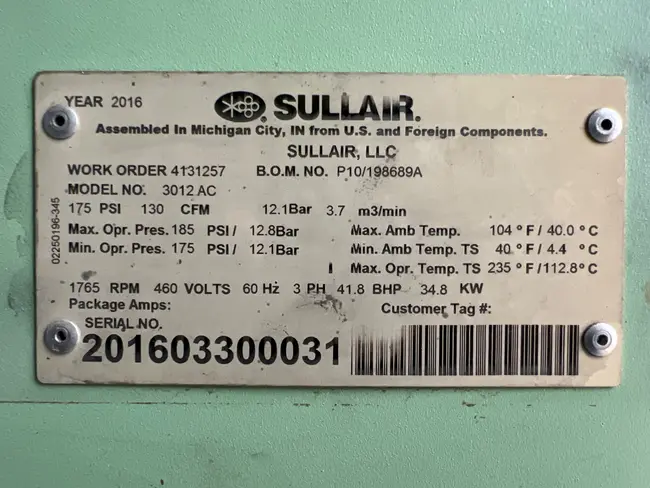 YEAR 2016
SULLAIR.
Assembled In Michigan City, IN from U.S. and Foreign Components.
SULLAIR, LLC
WORK ORDER 4131257 B.O.M. NO. P10/198689A
MODEL NO. 3012 AC
175 PSI 130 CFM 12.1Bar 3.7 m3/min
Max. Opr. Pres. 185 PSI/ 12.8Bar Max. Amb Temp. 104 °F/ 40.0 °C
Min. Opr. Pres. 175 PSI/ 12.1Bar Min. Amb Temp. TS 40 °F/ 4.4 °C
Max. Opr. Temp. TS 235 °F/112.8°C
1765 RPM 460 VOLTS 60 Hz 3 PH 41.8 BHP 34.8 KW
Package Amps: Customer Tag #:
SERIAL NO.
201603300031
02250196-345